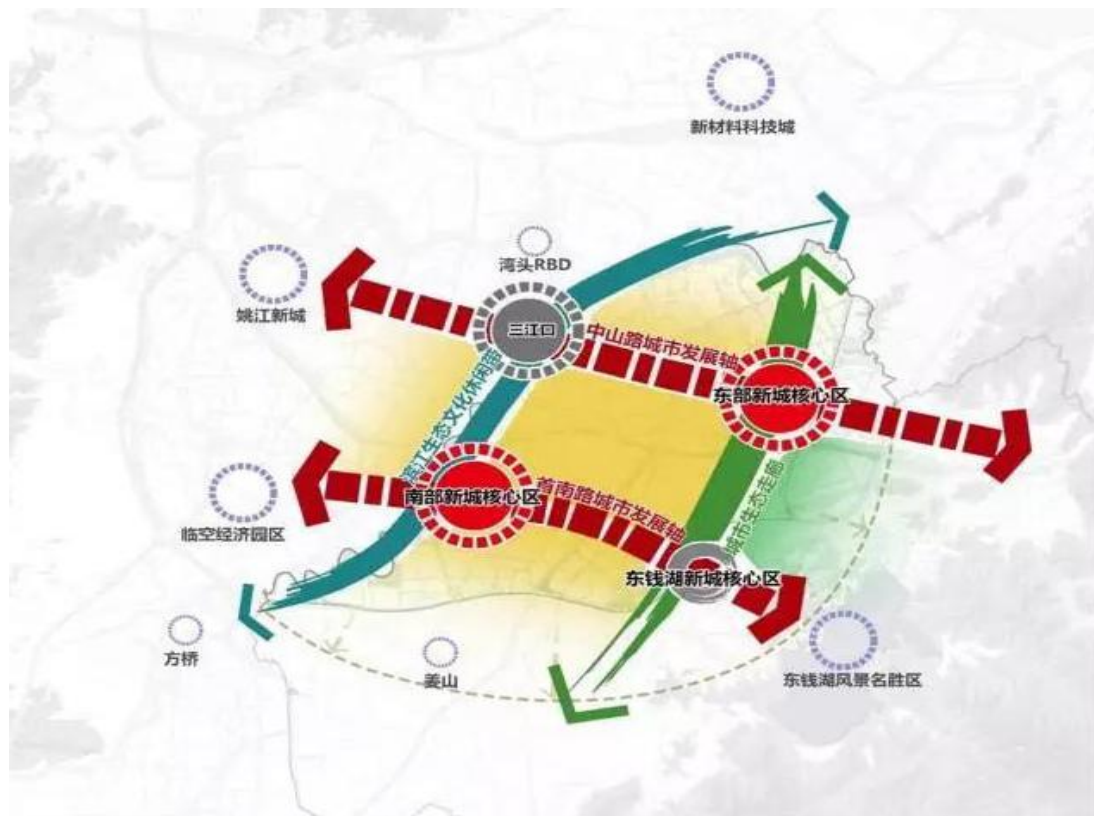 新材料科技城
湾头RBD
姚江新城
三江口
中山路城市发展轴
东部新城核心区
滨江生态文化休闲带
南部新城核心区
首南路城市发展轴
城市生态走廊
临空经济园区
东钱湖新城核心区
方桥
姜山
东钱湖风景名胜区